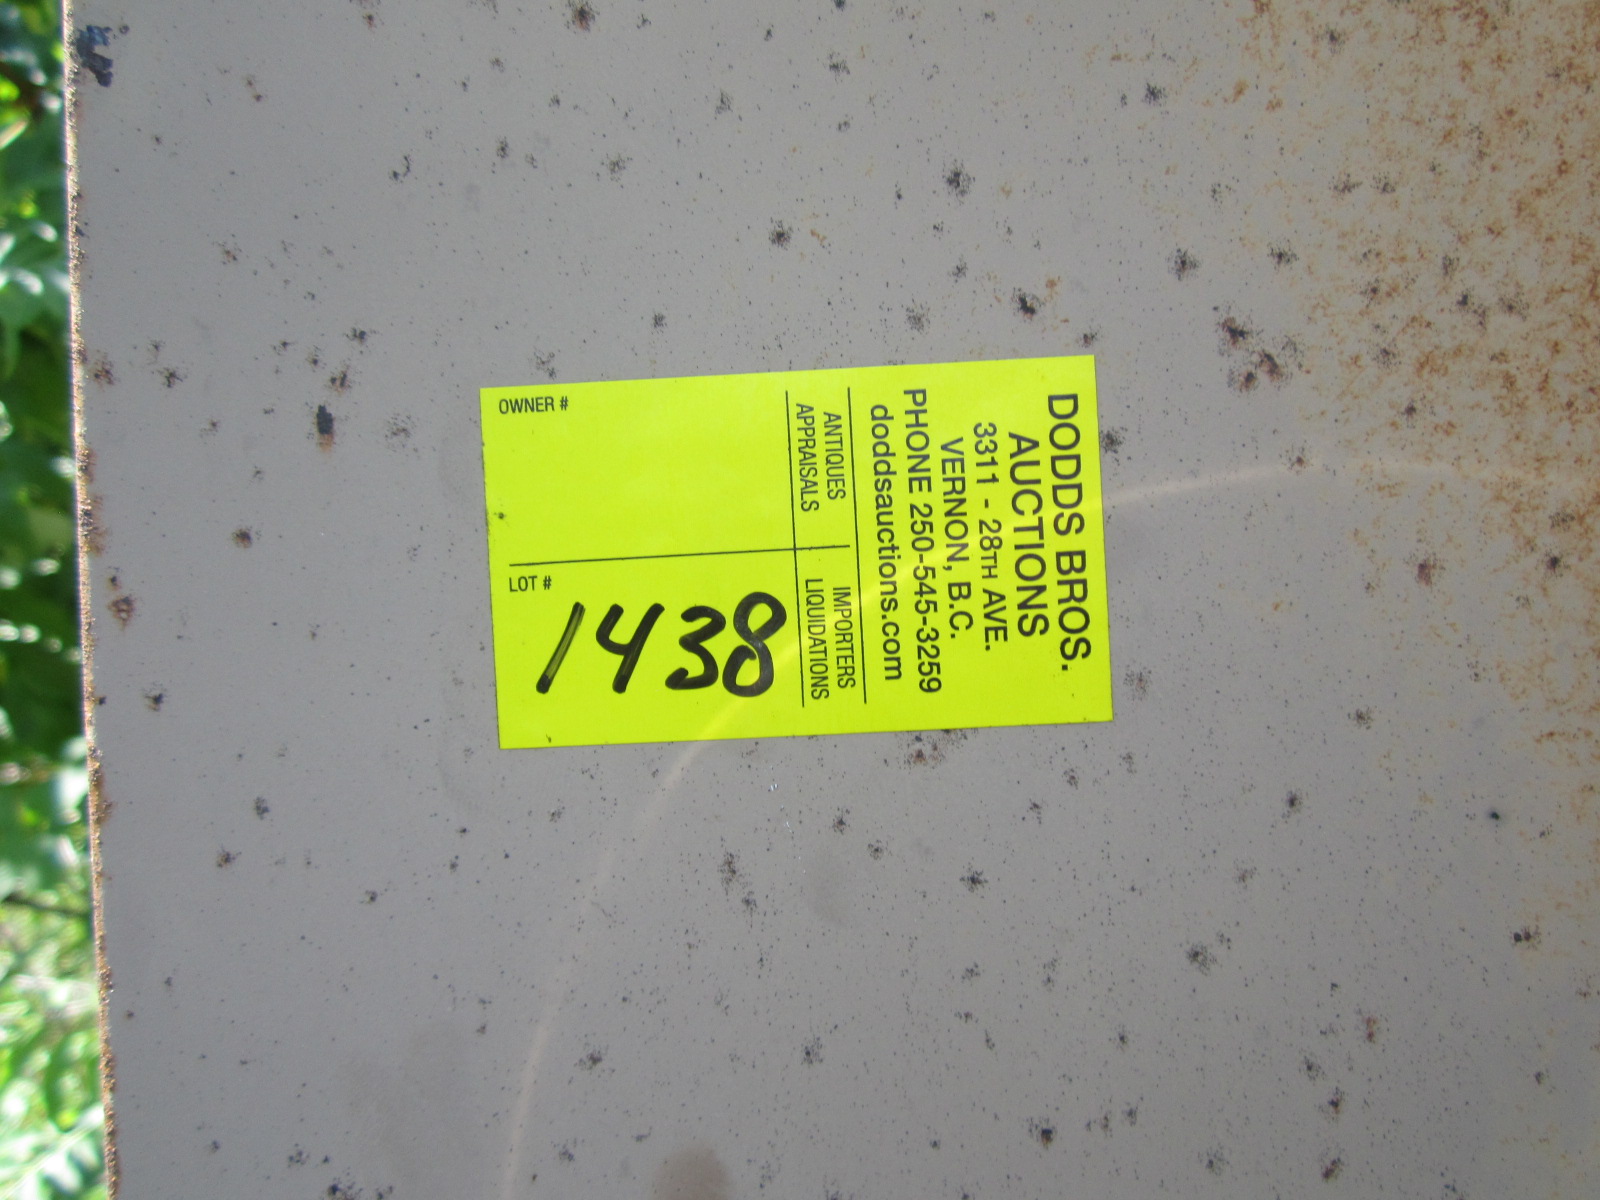 DODDS BROS.
AUCTIONS
3311 - 28TH AVE.
VERNON, B.C.
PHONE 250-545-3259
doddsauctions.com
ANTIQUES IMPORTERS
APPRAISALS LIQUIDATIONS
OWNER # LOT #
1438